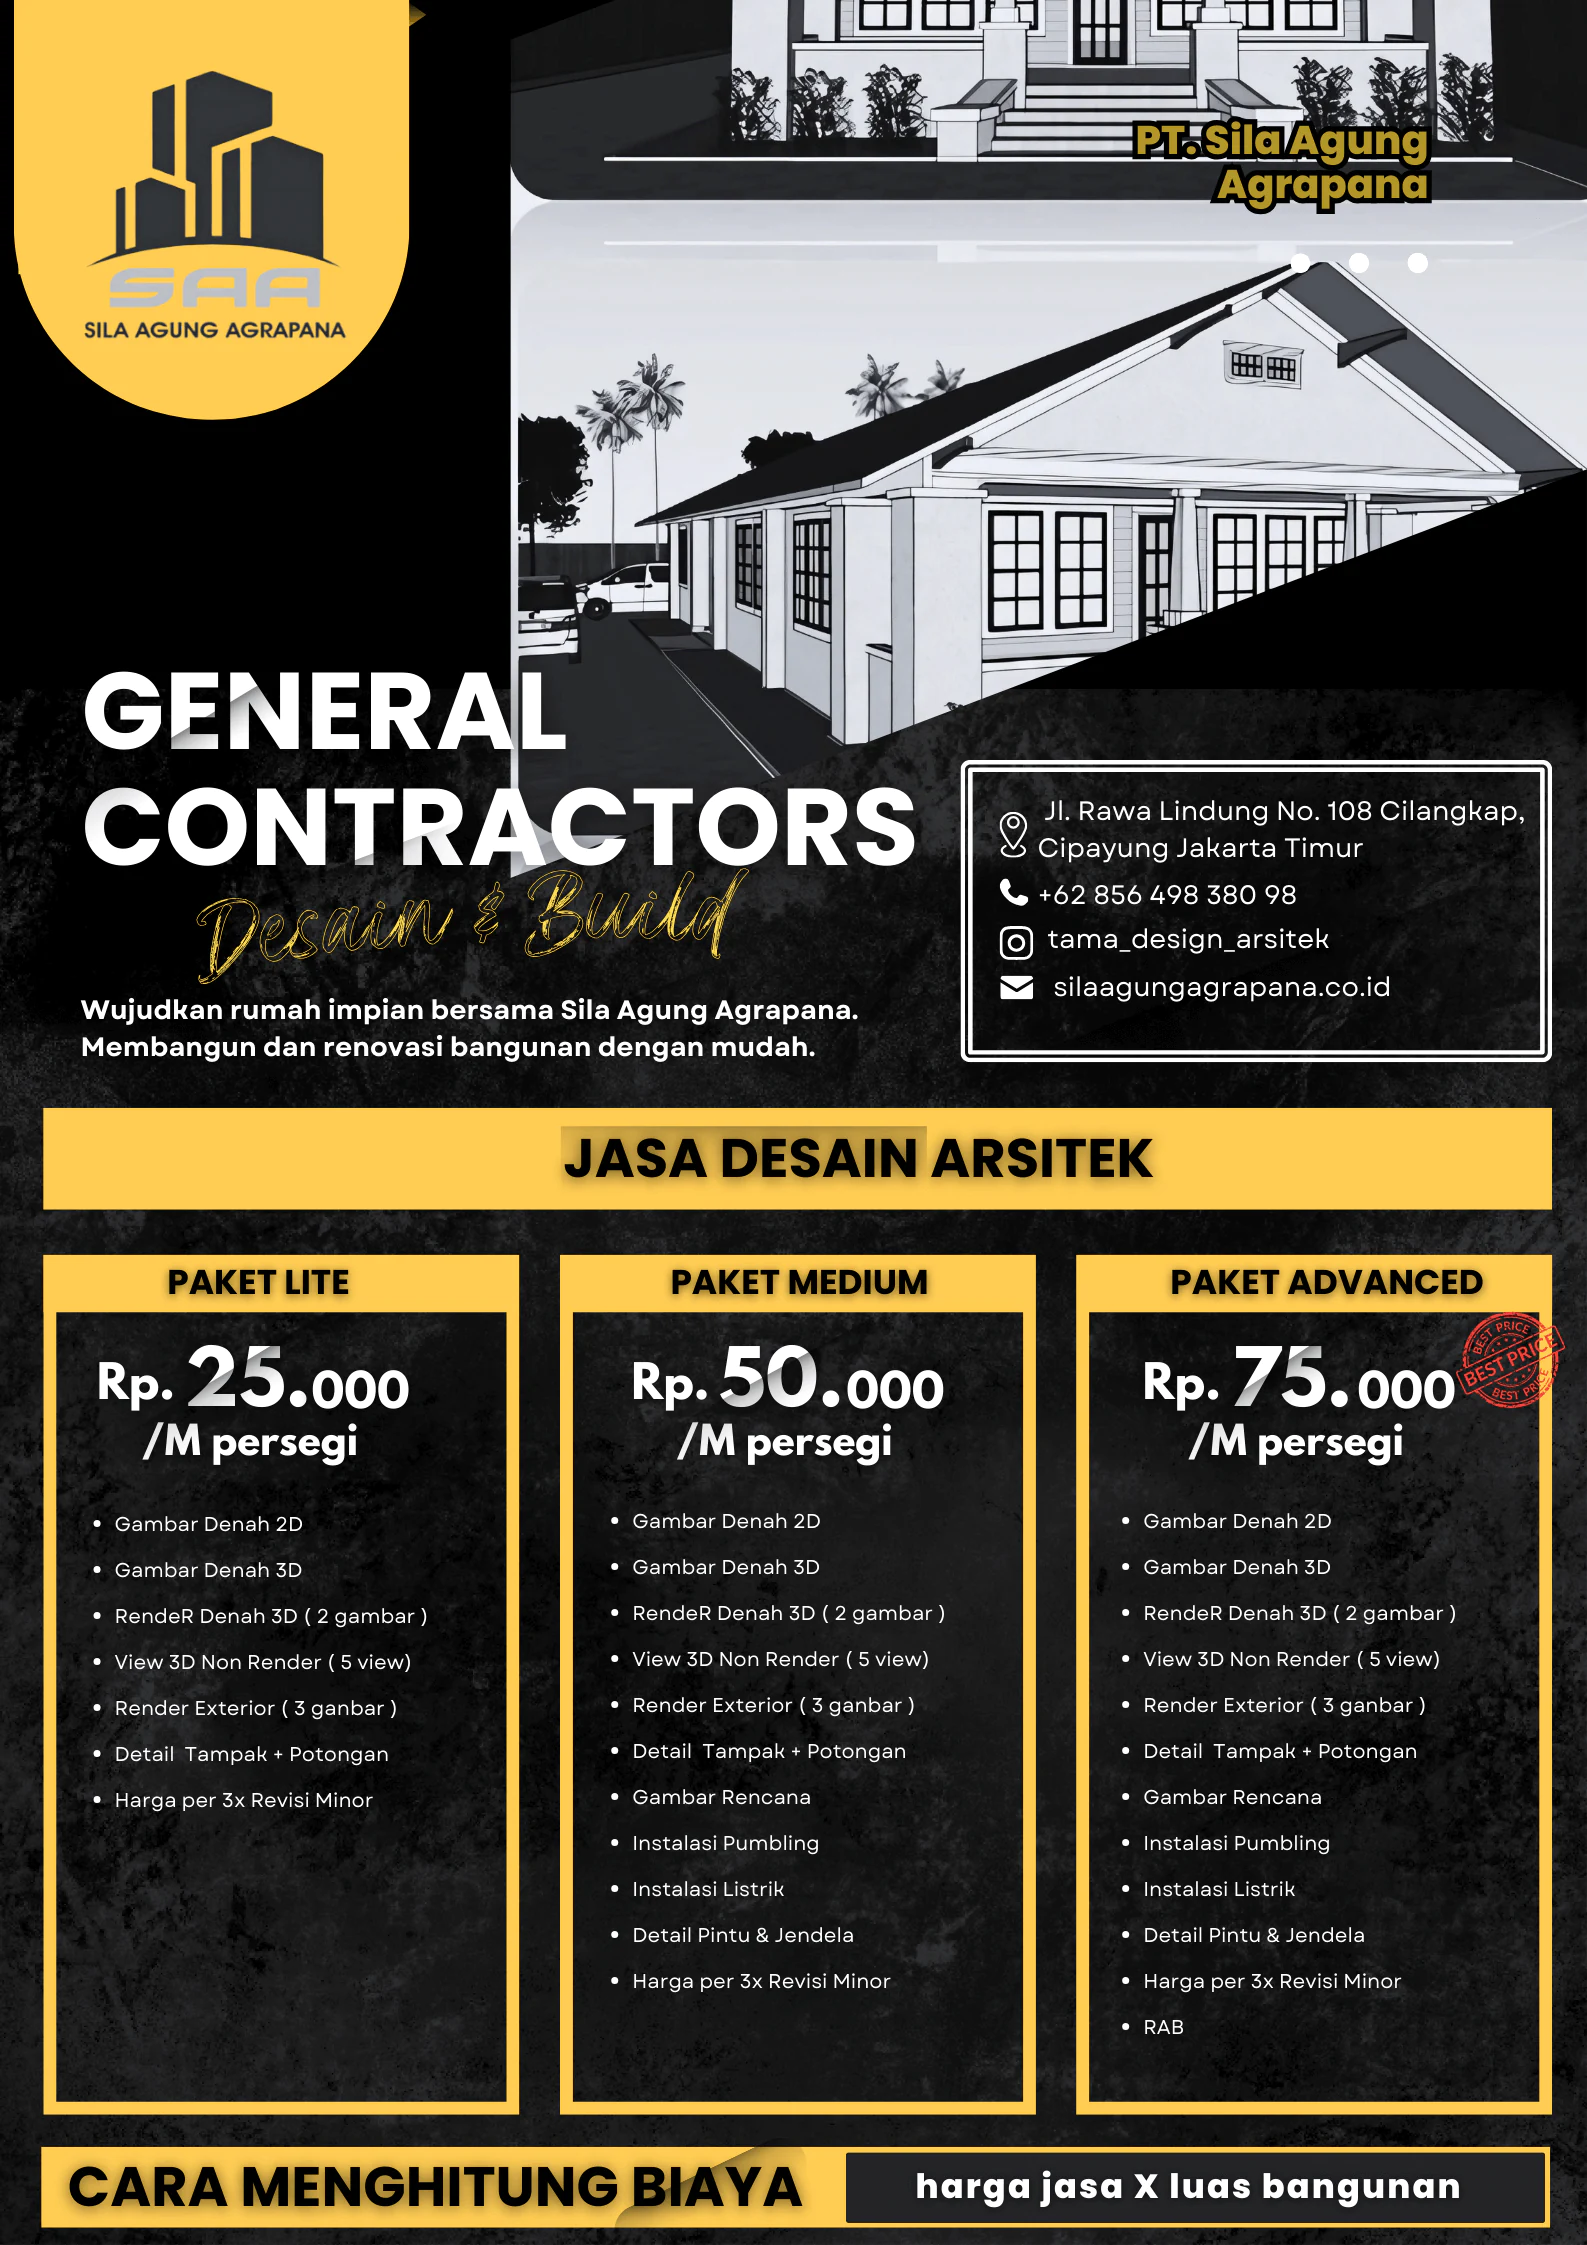 SAA
SILA AGUNG AGRAPANA
PT. Sila Agung
Agrapana
GENERAL
CONTRACTORS
Desain & Build
Wujudkan rumah impian bersama Sila Agung Agrapana.
Membangun dan renovasi bangunan dengan mudah.
Jl. Rawa Lindung No. 108 Cilangkap,
Cipayung Jakarta Timur
+62 856 498 380 98
tama_design_arsitek
silaagungagrapana.co.id
JASA DESAIN ARSITEK
PAKET LITE
Rp. 25.000
/M persegi
• Gambar Denah 2D
• Gambar Denah 3D
• RendeR Denah 3D ( 2 gambar )
• View 3D Non Render ( 5 view)
• Render Exterior ( 3 ganbar )
• Detail  Tampak + Potongan
• Harga per 3x Revisi Minor
PAKET MEDIUM
Rp. 50.000
/M persegi
• Gambar Denah 2D
• Gambar Denah 3D
• RendeR Denah 3D ( 2 gambar )
• View 3D Non Render ( 5 view)
• Render Exterior ( 3 ganbar )
• Detail  Tampak + Potongan
• Gambar Rencana
• Instalasi Pumbling
• Instalasi Listrik
• Detail Pintu & Jendela
• Harga per 3x Revisi Minor
PAKET ADVANCED
BEST PRICE
BEST PRICE
BEST PRICE
Rp. 75.000
/M persegi
• Gambar Denah 2D
• Gambar Denah 3D
• RendeR Denah 3D ( 2 gambar )
• View 3D Non Render ( 5 view)
• Render Exterior ( 3 ganbar )
• Detail  Tampak + Potongan
• Gambar Rencana
• Instalasi Pumbling
• Instalasi Listrik
• Detail Pintu & Jendela
• Harga per 3x Revisi Minor
• RAB
CARA MENGHITUNG BIAYA
harga jasa X luas bangunan